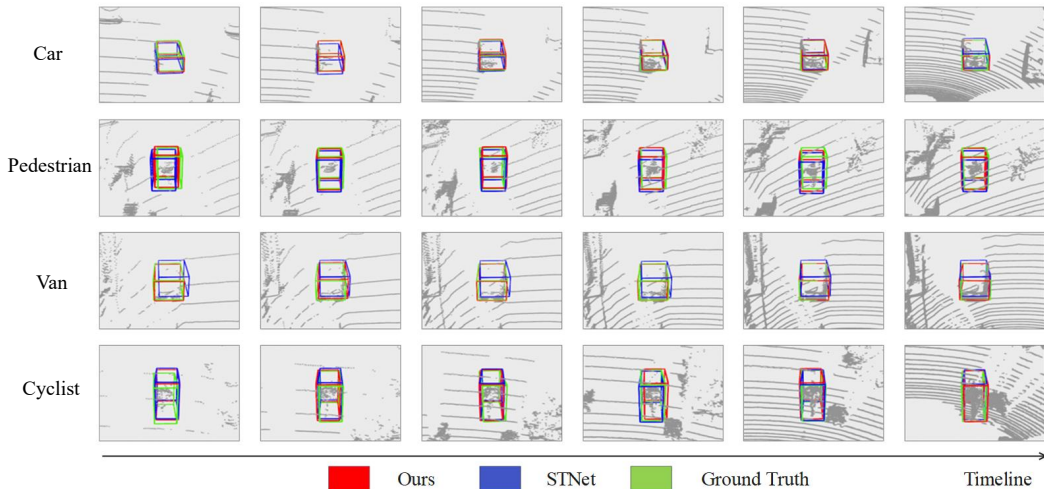 Car
Pedestrian
Van
Cyclist
Ours STNet Ground Truth Timeline